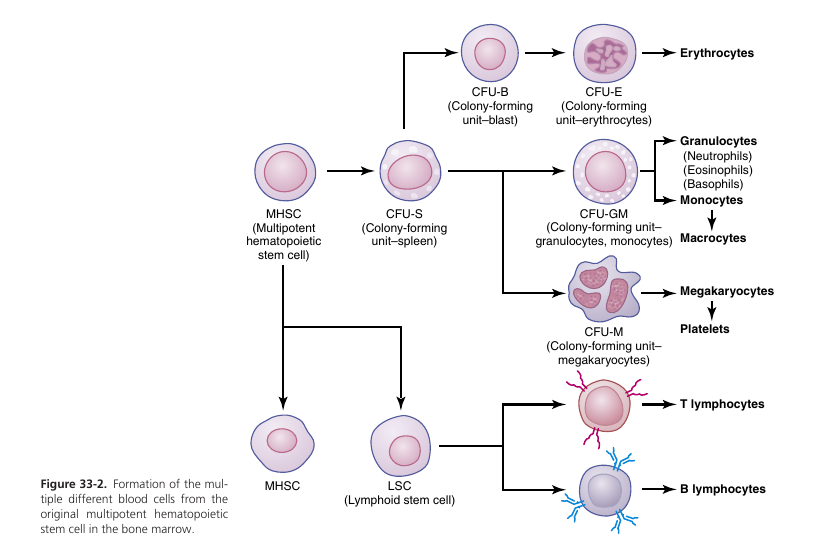 CFU-B
(Colony-forming
unit–blast)
CFU-E
(Colony-forming
unit–erythrocytes)
Erythrocytes
MHSC
(Multipotent
hematopoietic
stem cell)
CFU-S
(Colony-forming
unit–spleen)
CFU-GM
(Colony-forming unit–
granulocytes, monocytes)
Granulocytes
(Neutrophils)
(Eosinophils)
(Basophils)
Monocytes
Macrocytes
CFU-M
(Colony-forming unit–
megakaryocytes)
Megakaryocytes
Platelets
MHSC
LSC
(Lymphoid stem cell)
T lymphocytes
B lymphocytes
Figure 33-2. Formation of the mul-
tiple different blood cells from the
original multipotent hematopoietic
stem cell in the bone marrow.